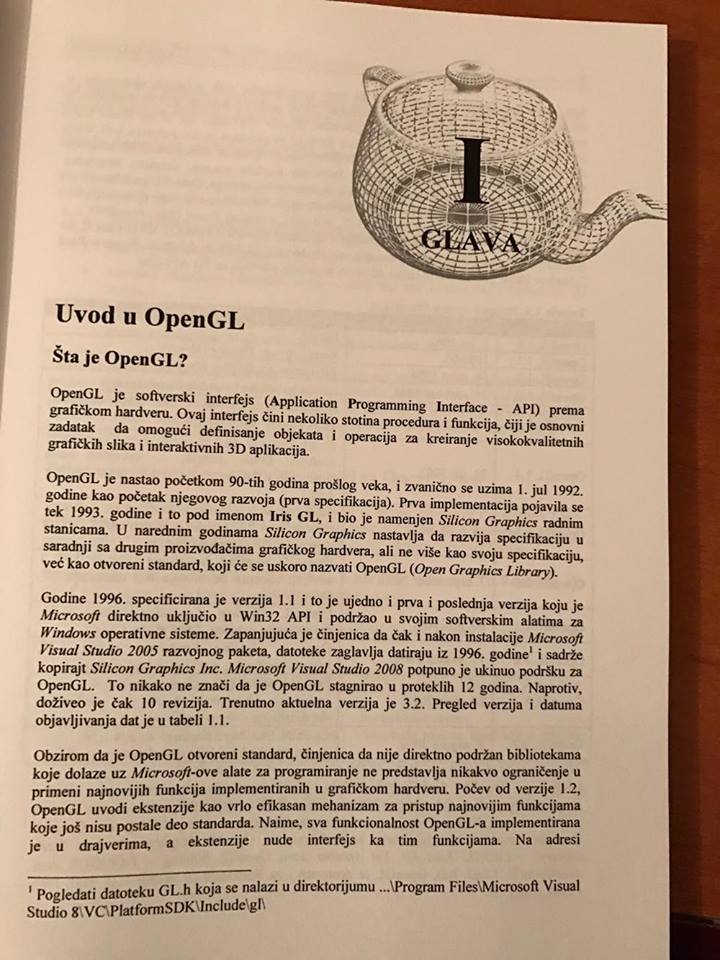 I
GLAVA
Uvod u OpenGL
Šta je OpenGL?
OpenGL je softverski interfejs (Application Programming Interface - API) prema
grafičkom hardveru. Ovaj interfejs čini nekoliko stotina procedura i funkcija, čiji je osnovni
zadatak da omogući definisanje objekata i operacija za kreiranje visokokvalitetnih
grafičkih slika i interaktivnih 3D aplikacija.
OpenGL je nastao početkom 90-tih godina prošlog veka, i zvanično se uzima 1. jul 1992.
godine kao početak njegovog razvoja (prva specifikacija). Prva implementacija pojavila se
tek 1993. godine i to pod imenom Iris GL, i bio je namenjen Silicon Graphics radnim
stanicama. U narednim godinama Silicon Graphics nastavlja da razvija specifikaciju u
saradnji sa drugim proizvođačima grafičkog hardvera, ali ne više kao svoju specifikaciju,
već kao otvoreni standard, koji će se uskoro nazvati OpenGL (Open Graphics Library).
Godine 1996. specificirana je verzija 1.1 i to je ujedno i prva i poslednja verzija koju je
Microsoft direktno uključio u Win32 API i podržao u svojim softverskim alatima za
Windows operativne sisteme. Zapanjujuća je činjenica da čak i nakon instalacije Microsoft
Visual Studio 2005 razvojnog paketa, datoteke zaglavlja datiraju iz 1996. godine¹ i sadrže
kopirajt Silicon Graphics Inc. Microsoft Visual Studio 2008 potpuno je ukinuo podršku za
OpenGL. To nikako ne znači da je OpenGL stagnirao u proteklih 12 godina. Naprotiv,
doživeo je čak 10 revizija. Trenutno aktuelna verzija je 3.2. Pregled verzija i datuma
objavljivanja dat je u tabeli 1.1.
Obzirom da je OpenGL otvoreni standard, činjenica da nije direktno podržan bibliotekama
koje dolaze uz Microsoft-ove alate za programiranje ne predstavlja nikakvo ograničenje u
primeni najnovijih funkcija implementiranih u grafičkom hardveru. Počev od verzije 1.2,
OpenGL uvodi ekstenzije kao vrlo efikasan mehanizam za pristup najnovijim funkcijama
koje još nisu postale deo standarda. Naime, sva funkcionalnost OpenGL-a implementirana
je u drajverima, a ekstenzije nude interfejs ka tim funkcijama. Na adresi
¹ Pogledati datoteku GL.h koja se nalazi u direktorijumu ...\Program Files\Microsoft Visual
Studio 8\VC\PlatformSDK\Include\gl\